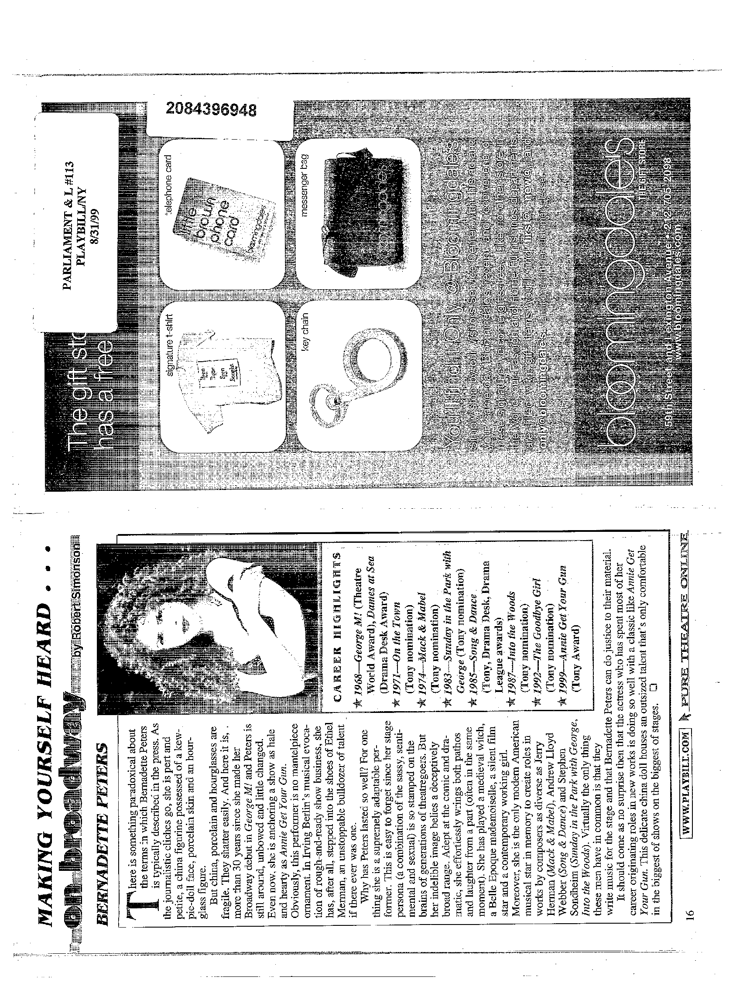 MAKING YOURSELF HEARD . . .
on broadway
by Robert Simonson
BERNADETTE PETERS
There is something paradoxical about
the terms in which Bernadette Peters
is typically described in the press. As
the journalistic cliches go, she is pert and
petite, a china figurine possessed of a kew-
pie-doll face, porcelain skin and an hour-
glass figure.
But china, porcelain and hourglasses are
fragile. They shatter easily. And here it is,
more than 30 years since she made her
Broadway debut in George M! and Peters is
still around, unbowed and little changed.
Even now, she is anchoring a show as hale
and hearty as Annie Get Your Gun.
Obviously, this performer is no mantelpiece
ornament. In Irving Berlin's musical evoca-
tion of rough-and-ready show business, she
has, after all, stepped into the shoes of Ethel
Merman, an unstoppable bulldozer of talent
if there ever was one.
Why has Peters lasted so well? For one
thing she is a supremely adaptable per-
former. This is easy to forget since her stage
persona (a combination of the sassy, senti-
mental and sexual) is so stamped on the
brains of generations of theatregoers. But
her indelible image belies a deceptively
broad range. Adept at the comic and dra-
matic, she effortlessly wrings both pathos
and laughter from a part (often in the same
moment). She has played a medieval witch,
a Belle Epoque mademoiselle, a silent film
star and a contemporary working girl.
Moreover, she is the only modern American
musical star in memory to create roles in
works by composers as diverse as Jerry
Herman (Mack & Mabel), Andrew Lloyd
Webber (Song & Dance) and Stephen
Sondheim (Sunday in the Park with George,
Into the Woods). Virtually the only thing
these men have in common is that they
write music for the stage and that Bernadette Peters can do justice to their material.
It should come as no surprise then that the actress who has spent most of her
career originating roles in new works is doing so well with a classic like Annie Get
Your Gun. This delicate china doll houses an outsized talent that's only comfortable
in the biggest of shows on the biggest of stages. ❑
CAREER HIGHLIGHTS
★ 1968—George M! (Theatre
World Award), Dames at Sea
(Drama Desk Award)
★ 1971—On the Town
(Tony nomination)
★ 1974—Mack & Mabel
(Tony nomination)
★ 1983—Sunday in the Park with
George (Tony nomination)
★ 1985—Song & Dance
(Tony, Drama Desk, Drama
League awards)
★ 1987—Into the Woods
(Tony nomination)
★ 1992—The Goodbye Girl
(Tony nomination)
★ 1999—Annie Get Your Gun
(Tony Award)
16
WWW.PLAYBILL.COM
PURE THEATRE ONLINE
PARLIAMENT & L #113
PLAYBILL/NY
8/31/99
2084396948
The gift sto
has a free
signature t-shirt
telephone card
little
brown
phone
card
bloomingdale's
key chain
messenger bag
bloomingdale's
59th Street and Lexington Avenue • 212-705-2098
www.bloomingdales.com